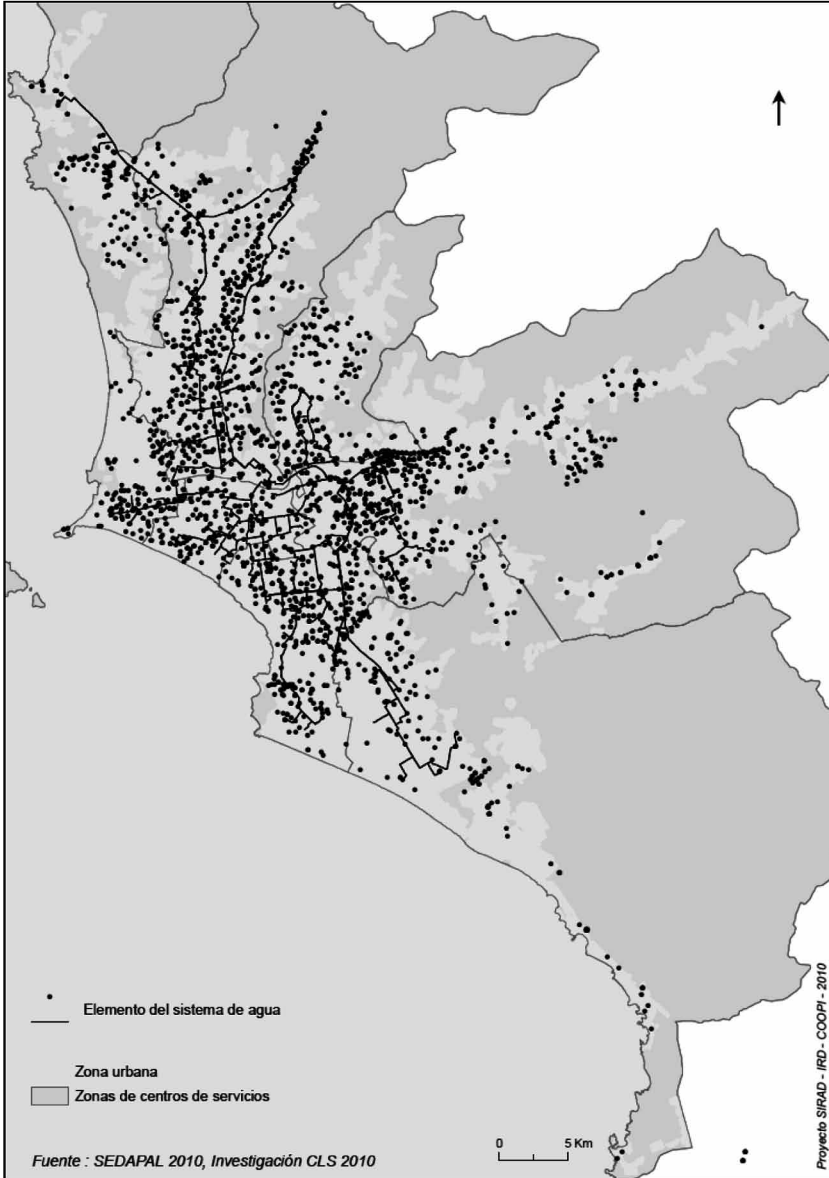 Elemento del sistema de agua
Zona urbana
Zonas de centros de servicios
Fuente : SEDAPAL 2010, Investigación CLS 2010
0 5 Km
Proyecto SIRAD - IRD - COOPI - 2010